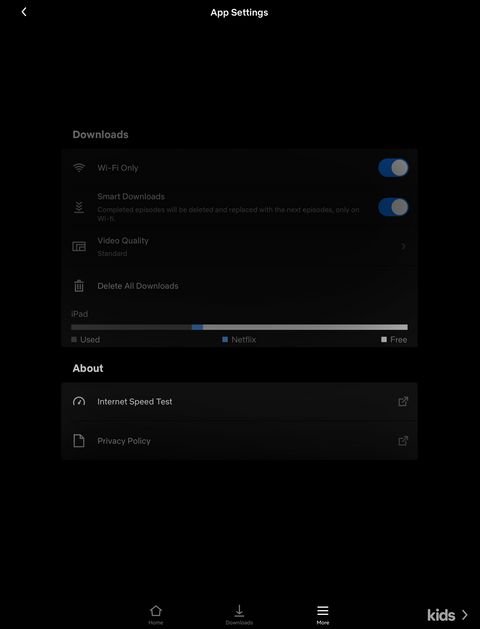 App Settings
Downloads
Wi-Fi Only
Smart Downloads
Completed episodes will be deleted and replaced with the next episodes, only on
Wi-fi.
Video Quality
Standard
Delete All Downloads
iPad
Used Netflix Free
About
Internet Speed Test
Privacy Policy
Home Downloads More
kids